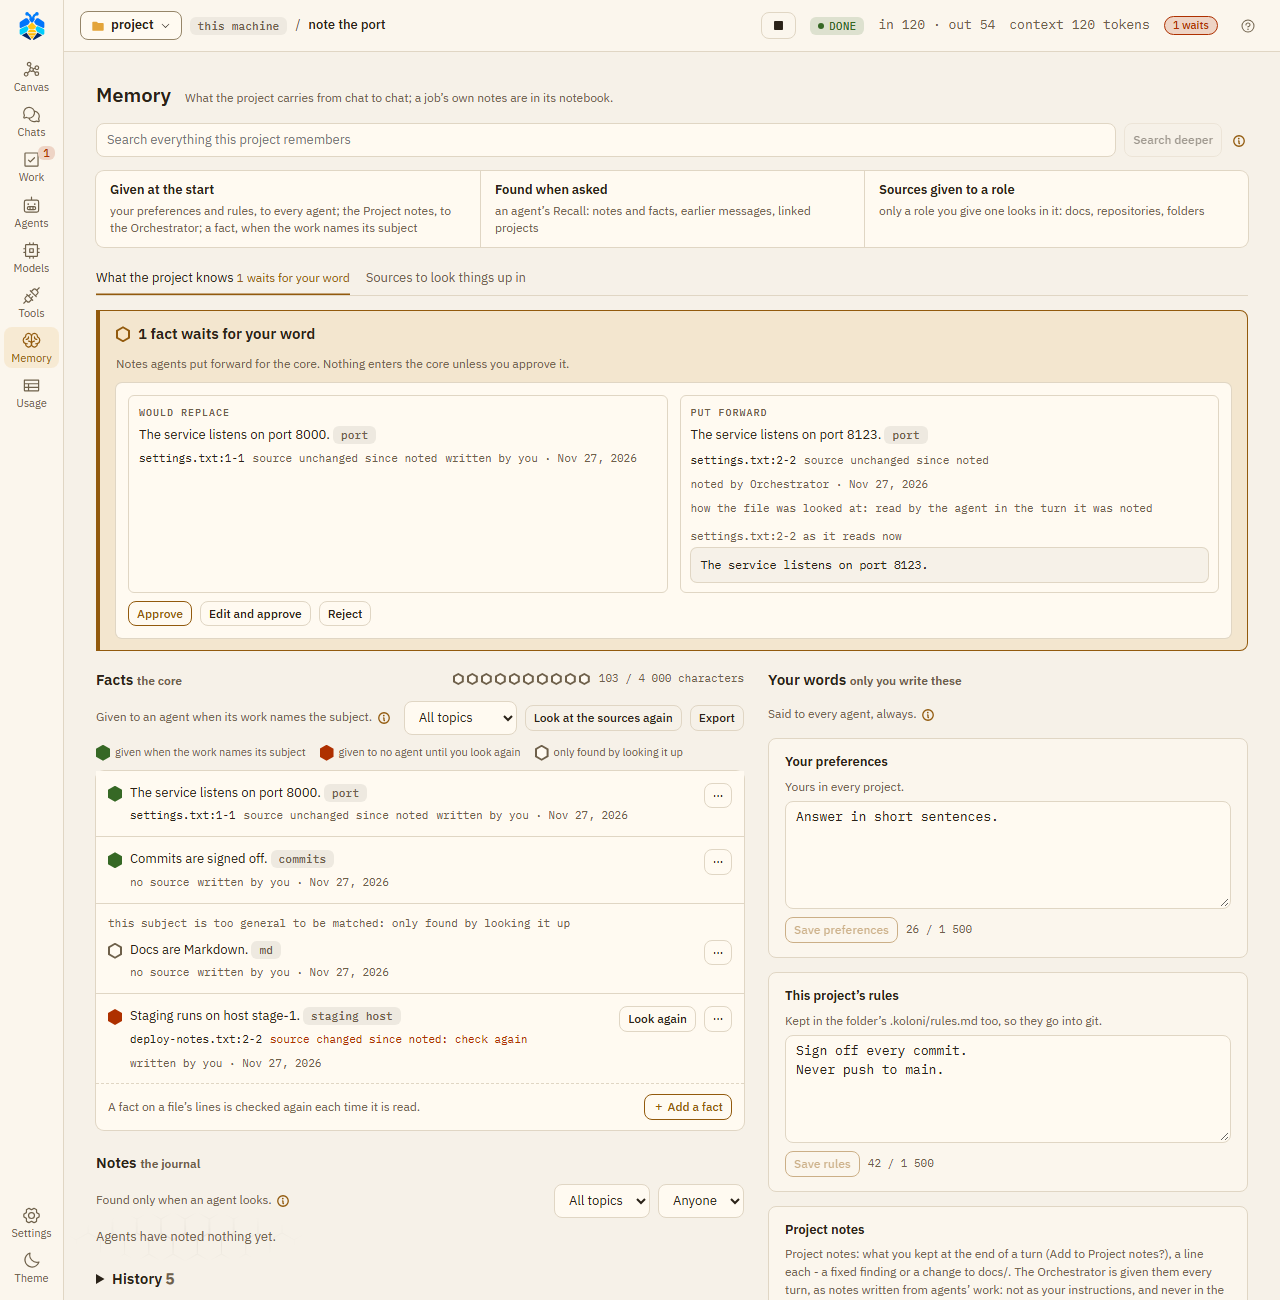 project
this machine / note the port
DONE
in 120 · out 54 context 120 tokens
1 waits
Canvas
Chats
1
Work
Agents
Models
Tools
Memory
Usage
Settings
Theme
Memory
What the project carries from chat to chat; a job’s own notes are in its notebook.
Search everything this project remembers
Search deeper
Given at the start
your preferences and rules, to every agent; the Project notes, to
the Orchestrator; a fact, when the work names its subject
Found when asked
an agent’s Recall: notes and facts, earlier messages, linked
projects
Sources given to a role
only a role you give one looks in it: docs, repositories, folders
What the project knows 1 waits for your word
Sources to look things up in
1 fact waits for your word
Notes agents put forward for the core. Nothing enters the core unless you approve it.
WOULD REPLACE
The service listens on port 8000. port
settings.txt:1-1 source unchanged since noted written by you · Nov 27, 2026
PUT FORWARD
The service listens on port 8123. port
settings.txt:2-2 source unchanged since noted
noted by Orchestrator · Nov 27, 2026
how the file was looked at: read by the agent in the turn it was noted
settings.txt:2-2 as it reads now
The service listens on port 8123.
Approve
Edit and approve
Reject
Facts the core
103 / 4 000 characters
Given to an agent when its work names the subject.
All topics
Look at the sources again
Export
given when the work names its subject
given to no agent until you look again
only found by looking it up
The service listens on port 8000. port
settings.txt:1-1 source unchanged since noted written by you · Nov 27, 2026
Commits are signed off. commits
no source written by you · Nov 27, 2026
this subject is too general to be matched: only found by looking it up
Docs are Markdown. md
no source written by you · Nov 27, 2026
Staging runs on host stage-1. staging host
Look again
deploy-notes.txt:2-2 source changed since noted: check again
written by you · Nov 27, 2026
A fact on a file’s lines is checked again each time it is read.
+ Add a fact
Notes the journal
Found only when an agent looks.
All topics
Anyone
Agents have noted nothing yet.
History 5
Your words only you write these
Said to every agent, always.
Your preferences
Yours in every project.
Answer in short sentences.
Save preferences
26 / 1 500
This project’s rules
Kept in the folder’s .koloni/rules.md too, so they go into git.
Sign off every commit.
Never push to main.
Save rules
42 / 1 500
Project notes
Project notes: what you kept at the end of a turn (Add to Project notes?), a line
each - a fixed finding or a change to docs/. The Orchestrator is given them every
turn, as notes written from agents’ work: not as your instructions, and never in the